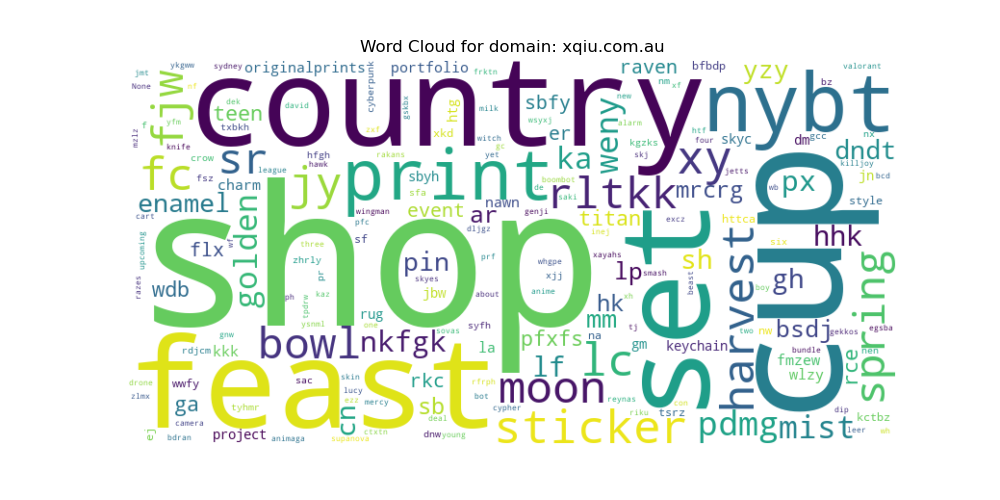 Word Cloud for domain: xqiu.com.au
jmt ykgww sydney originalprints portfolio frktn raven yzy bfbdp bz valorant
None fjw dek teen david cyberpunk gskbx htg milk sbfy new nm xf
country nybt
mzlz f yfm txbkh zxf xkd witch wsyxj er weny alarm htf skyc dm gcc nx dndt
knife crow sr hfgh hawk rakans yet gc ka kgzks skj four xy killjoy
fc fsz league jy print sbyh de boombot jetts wb px jn bcd
charm sfa nawn saki rltkk mrcrg style
enamel golden wingman event ar genji titan excz httca hhk
cart pfc dljgz inej six
upcoming flx wf three sf prf xayahs sh
shop set cup
zhrly pin skyes whgpe xjj lp smash beast harvest gh spring
wdb ph pr kaz jbw about anime hk xh boy
razes tpdrw rug mm tj two nw bsdj gekkos
ysnml one sovas syfh na egsba
gnw bowl nkfgk la pfxfs gm keychain bundle nen
rdjcm kkk lf lc fmzew rce
feast
drone wwfy sac skin rkc rfrph moon wlzy
zlmx ga lucy ezz mercy bot reynas con dip kctbz
tyhmr cn deal sb cypher riku tsrz
camera sticker pdmg mist
ej project supanova dnw young leer wh
bdran animaga ctxtn